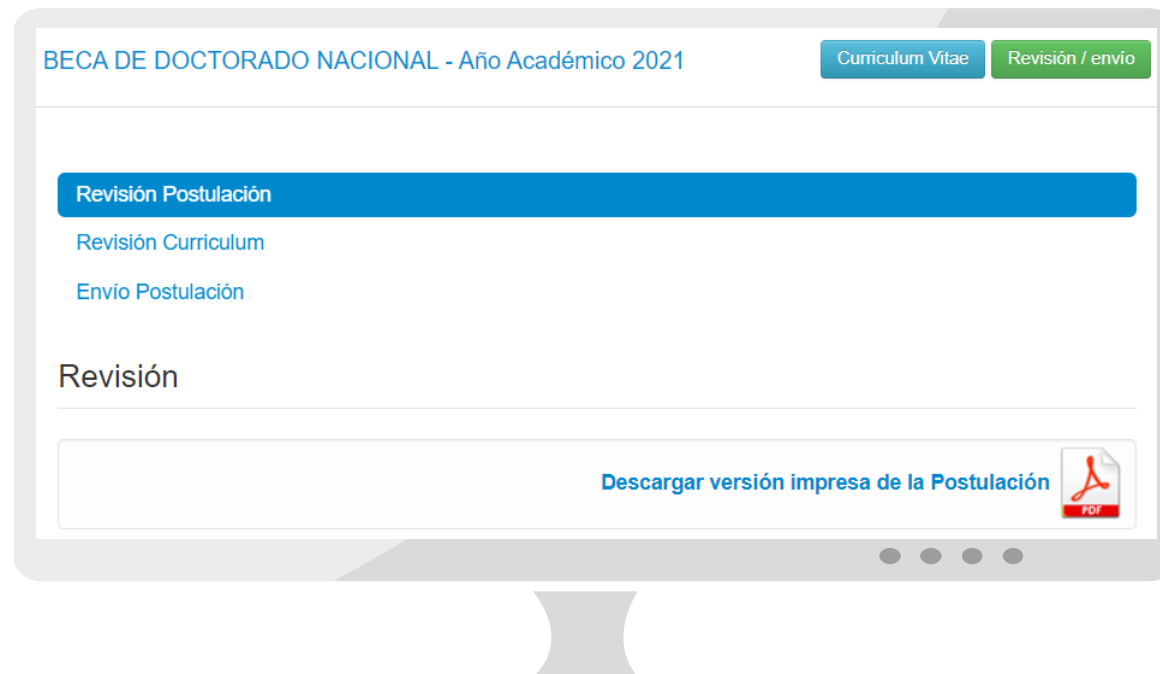 BECA DE DOCTORADO NACIONAL - Año Académico 2021
Curriculum Vitae
Revisión / envío
Revisión Postulación
Revisión Curriculum
Envío Postulación
Revisión
Descargar versión impresa de la Postulación
PDF